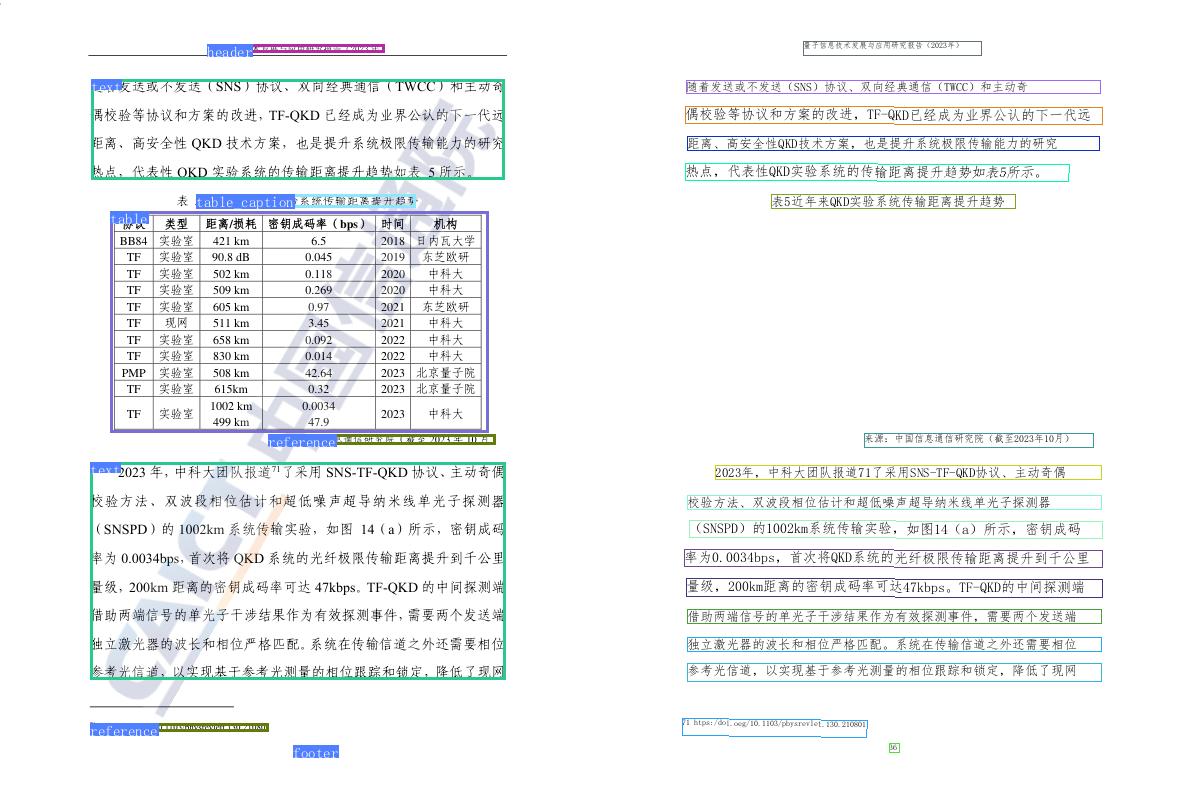 header
text 发送或不发送（SNS）协议、双向经典通信（TWCC）和主动奇
偶校验等协议和方案的改进，TF-QKD 已经成为业界公认的下一代远
距离、高安全性 QKD 技术方案，也是提升系统极限传输能力的研究
热点，代表性 QKD 实验系统的传输距离提升趋势如表 5 所示。
表 table_caption 系统传输距离提升趋势
table
协议 类型 距离/损耗 密钥成码率（bps） 时间 机构
BB84 实验室 421 km 6.5 2018 日内瓦大学
TF 实验室 90.8 dB 0.045 2019 东芝欧研
TF 实验室 502 km 0.118 2020 中科大
TF 实验室 509 km 0.269 2020 中科大
TF 实验室 605 km 0.97 2021 东芝欧研
TF 现网 511 km 3.45 2021 中科大
TF 实验室 658 km 0.092 2022 中科大
TF 实验室 830 km 0.014 2022 中科大
PMP 实验室 508 km 42.64 2023 北京量子院
TF 实验室 615km 0.32 2023 北京量子院
TF 实验室 1002 km 0.0034 2023 中科大
499 km 47.9
reference 通信研究院（截至 2023 年 10 月
text 2023 年，中科大团队报道71了采用 SNS-TF-QKD 协议、主动奇偶
校验方法、双波段相位估计和超低噪声超导纳米线单光子探测器
（SNSPD）的 1002km 系统传输实验，如图 14（a）所示，密钥成码
率为 0.0034bps，首次将 QKD 系统的光纤极限传输距离提升到千公里
量级，200km 距离的密钥成码率可达 47kbps。TF-QKD 的中间探测端
借助两端信号的单光子干涉结果作为有效探测事件，需要两个发送端
独立激光器的波长和相位严格匹配。系统在传输信道之外还需要相位
参考光信道，以实现基于参考光测量的相位跟踪和锁定，降低了现网
reference
footer
CAICT 中国信通院
量子信息技术发展与应用研究报告（2023年）
随着发送或不发送（SNS）协议、双向经典通信（TWCC）和主动奇
偶校验等协议和方案的改进，TF-QKD已经成为业界公认的下一代远
距离、高安全性QKD技术方案，也是提升系统极限传输能力的研究
热点，代表性QKD实验系统的传输距离提升趋势如表5所示。
表5近年来QKD实验系统传输距离提升趋势
来源：中国信息通信研究院（截至2023年10月）
2023年，中科大团队报道71了采用SNS-TF-QKD协议、主动奇偶
校验方法、双波段相位估计和超低噪声超导纳米线单光子探测器
（SNSPD）的1002km系统传输实验，如图14（a）所示，密钥成码
率为0.0034bps，首次将QKD系统的光纤极限传输距离提升到千公里
量级，200km距离的密钥成码率可达47kbps。TF-QKD的中间探测端
借助两端信号的单光子干涉结果作为有效探测事件，需要两个发送端
独立激光器的波长和相位严格匹配。系统在传输信道之外还需要相位
参考光信道，以实现基于参考光测量的相位跟踪和锁定，降低了现网
71 htpns:/doi.oeg/10.1103/pbysrevlet.130.210801
36